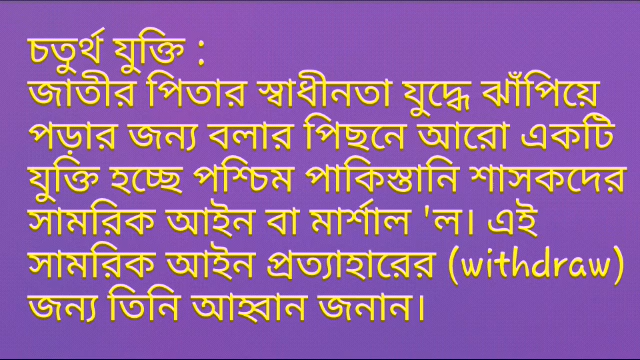 চতুর্থ যুক্তি :
জাতীর পিতার স্বাধীনতা যুদ্ধে ঝাঁপিয়ে
পড়ার জন্য বলার পিছনে আরো একটি
যুক্তি হচ্ছে পশ্চিম পাকিস্তানি শাসকদের
সামরিক আইন বা মার্শাল 'ল। এই
সামরিক আইন প্রত্যাহারের (withdraw)
জন্য তিনি আহ্বান জনান।